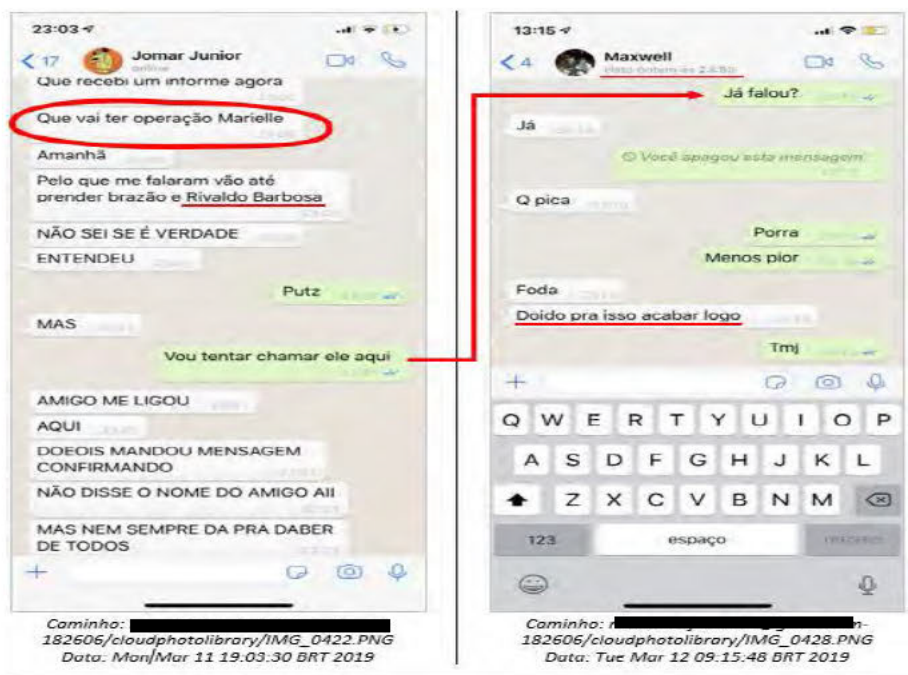 23:03
17
Jomar Junior
online
Que recebi um informe agora
Que vai ter operação Marielle
Amanhã
Pelo que me falaram vão até
prender brazão e Rivaldo Barbosa
NÃO SEI SE É VERDADE
ENTENDEU
Putz
MAS
Vou tentar chamar ele aqui
AMIGO ME LIGOU
AQUI
DOEOIS MANDOU MENSAGEM
CONFIRMANDO
NÃO DISSE O NOME DO AMIGO AII
MAS NEM SEMPRE DA PRA DABER
DE TODOS
Caminho:
182606/cloudphotolibrary/IMG_0422.PNG
Data: Mon/Mar 11 19:03:30 BRT 2019
13:15
4
Maxwell
Já falou?
Já
Você apagou esta mensagem.
Q pica
Porra
Menos pior
Foda
Doido pra isso acabar logo
Tmj
Q W E R T Y U I O P
A S D F G H J K L
Z X C V B N M
123
espaço
Caminho:
182606/cloudphotolibrary/IMG_0428.PNG
Data: Tue Mar 12 09:15:48 BRT 2019